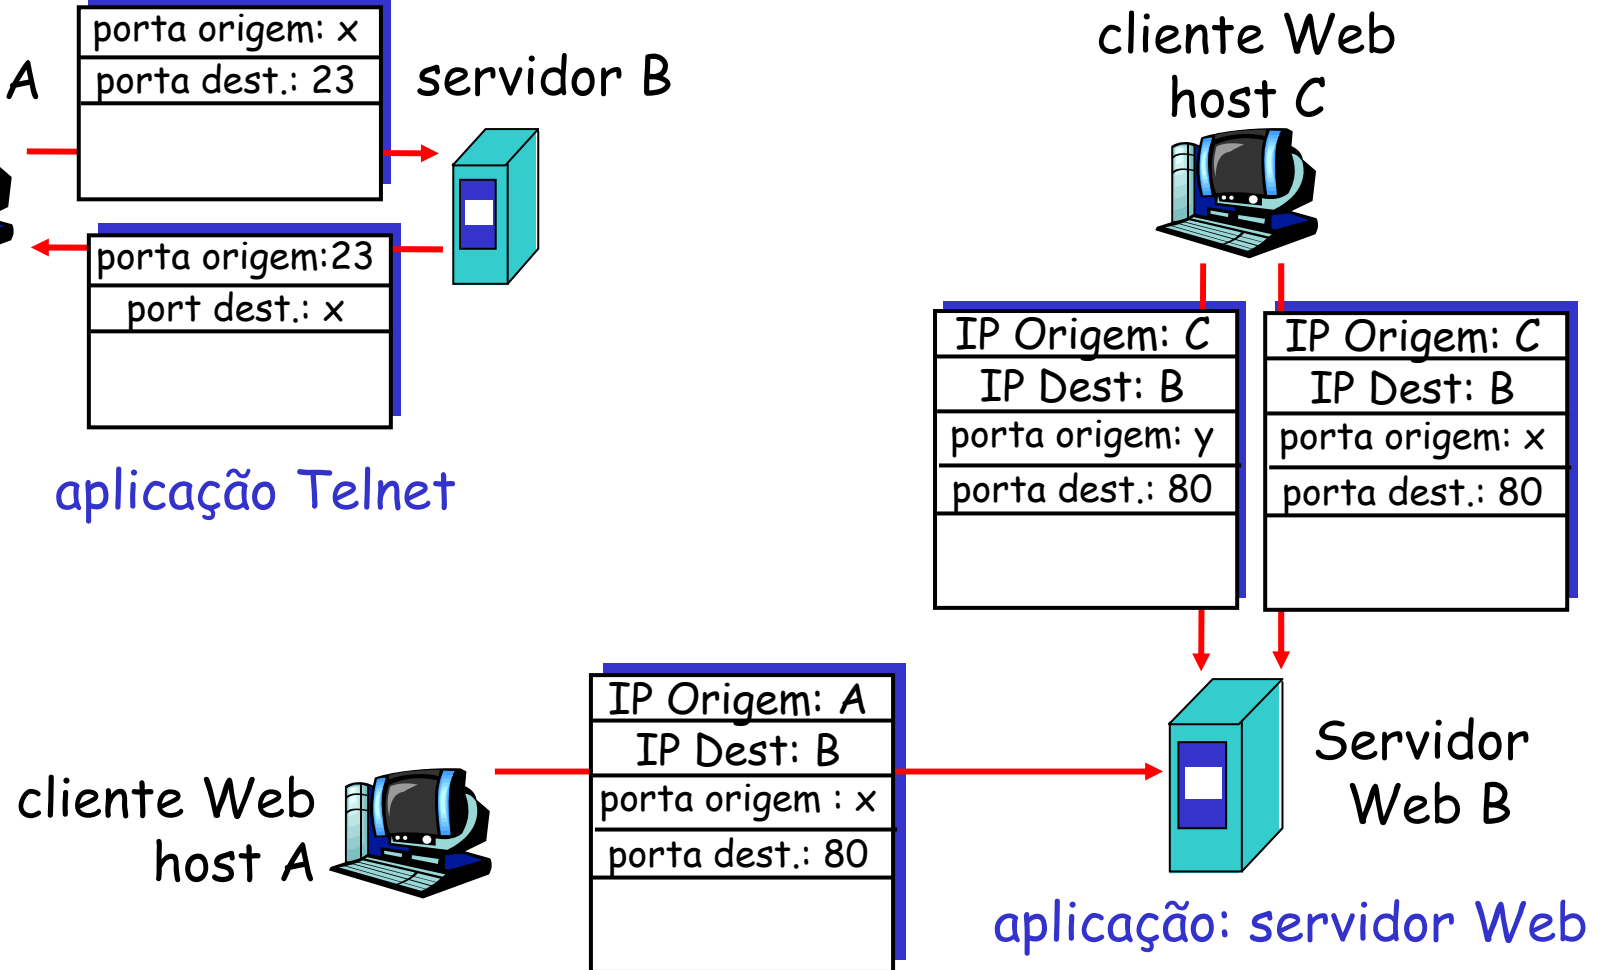 porta origem: x
porta dest.: 23
A
servidor B
porta origem:23
port dest.: x
aplicação Telnet
cliente Web
host C
IP Origem: C
IP Dest: B
porta origem: y
porta dest.: 80
IP Origem: C
IP Dest: B
porta origem: x
porta dest.: 80
cliente Web
host A
IP Origem: A
IP Dest: B
porta origem : x
porta dest.: 80
Servidor
Web B
aplicação: servidor Web